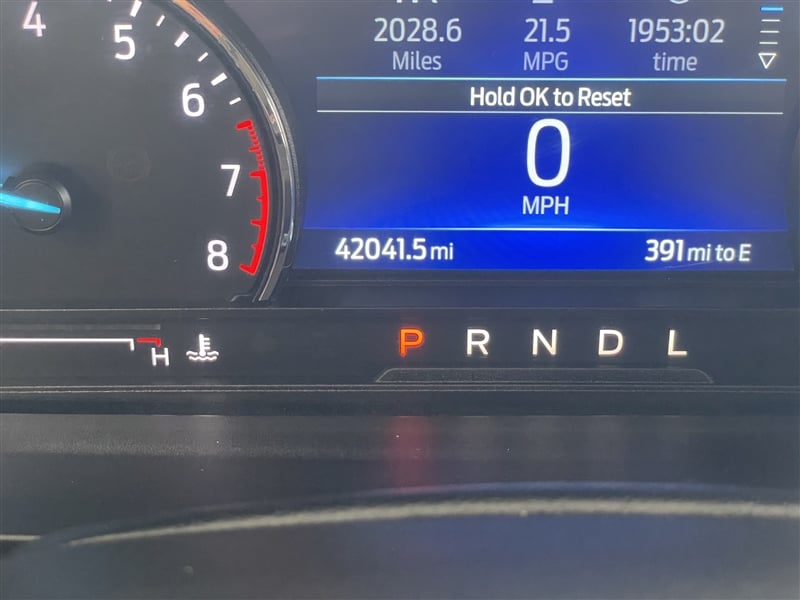 4
5
6
7
8
H
2028.6 21.5 1953:02
Miles MPG time
Hold OK to Reset
0
MPH
42041.5 mi 391 mi to E
P R N D L